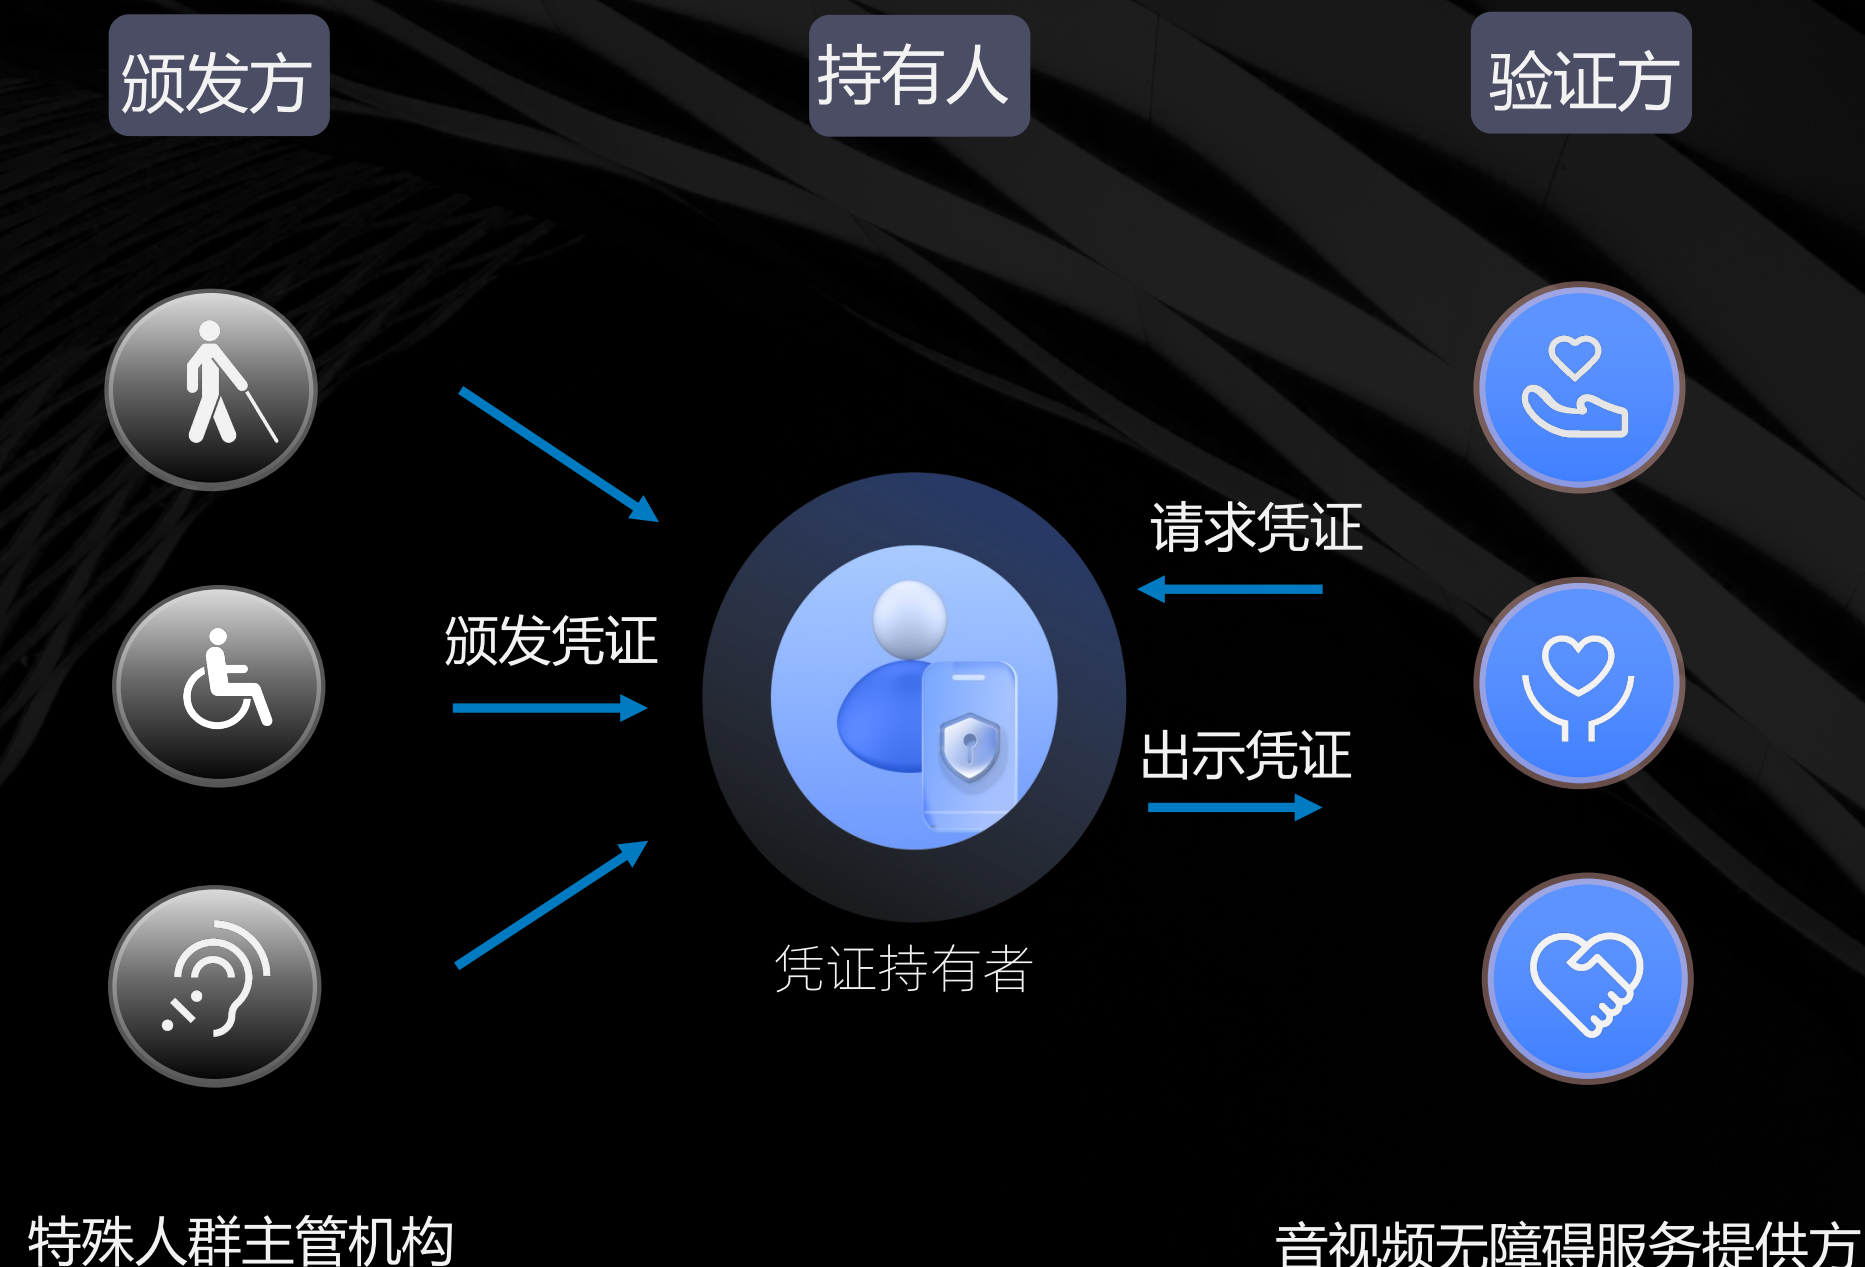 颁发方
持有人
验证方
请求凭证
颁发凭证
出示凭证
凭证持有者
特殊人群主管机构
音视频无障碍服务提供方